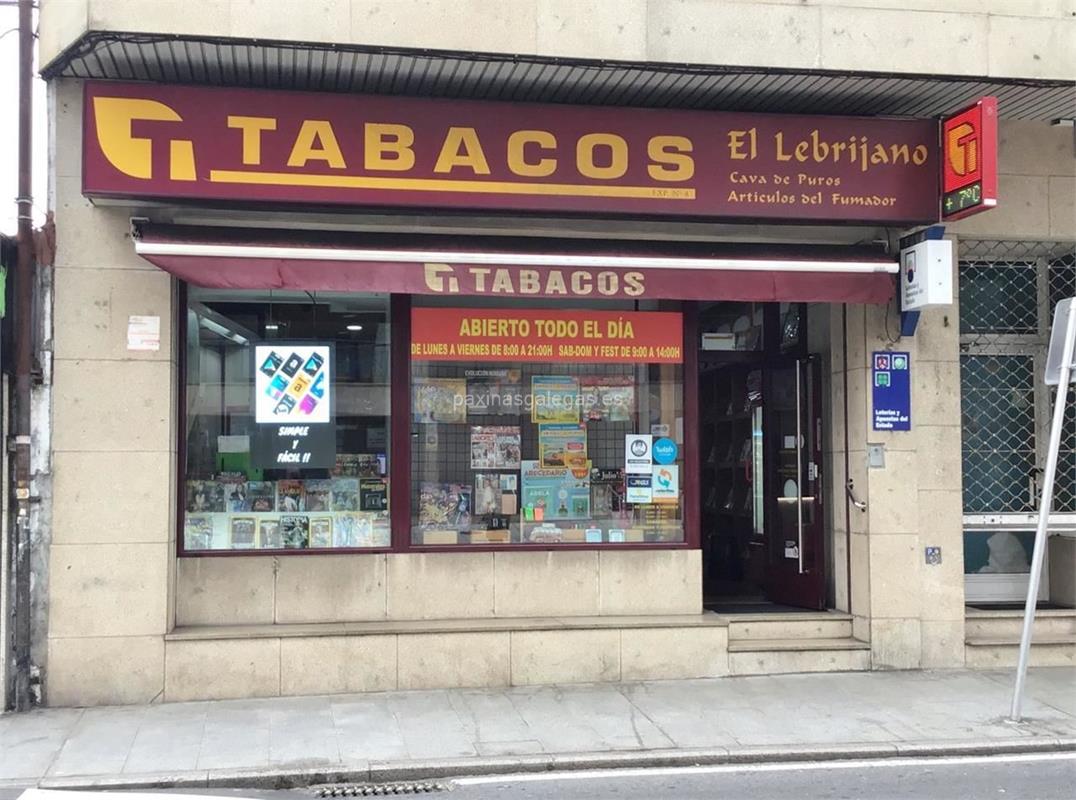 TABACOS
EXP. Nº 4
El Lebrijano
Cava de Puros
Articulos del Fumador
+ 7ºC
TABACOS
ABIERTO TODO EL DÍA
DE LUNES A VIERNES DE 8:00 A 21:00H SAB-DOM Y FEST DE 9:00 A 14:00H
paxinasgalegas.es
SIMPLE
Y
FÁCIL !!
ABECEDARIO
HISTORIA
Loterías y
Apuestas del
Estado